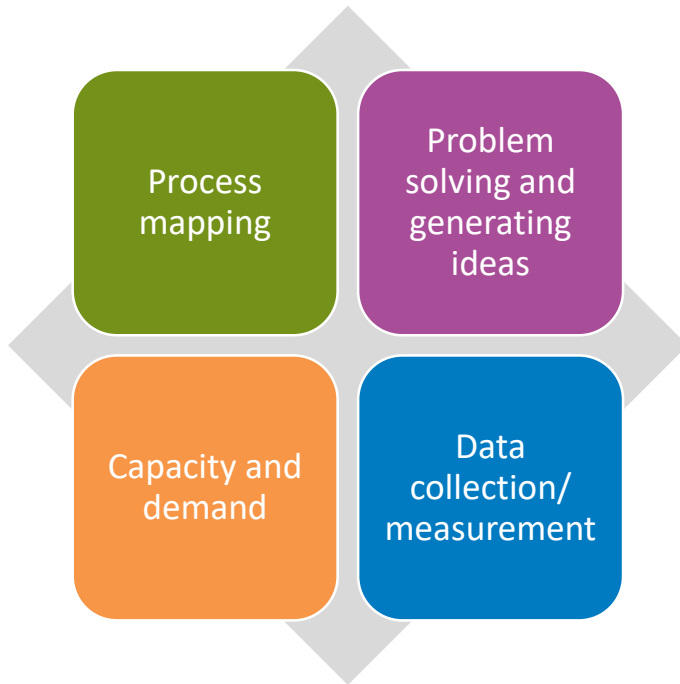 Process
mapping
Problem
solving and
generating
ideas
Capacity and
demand
Data
collection/
measurement